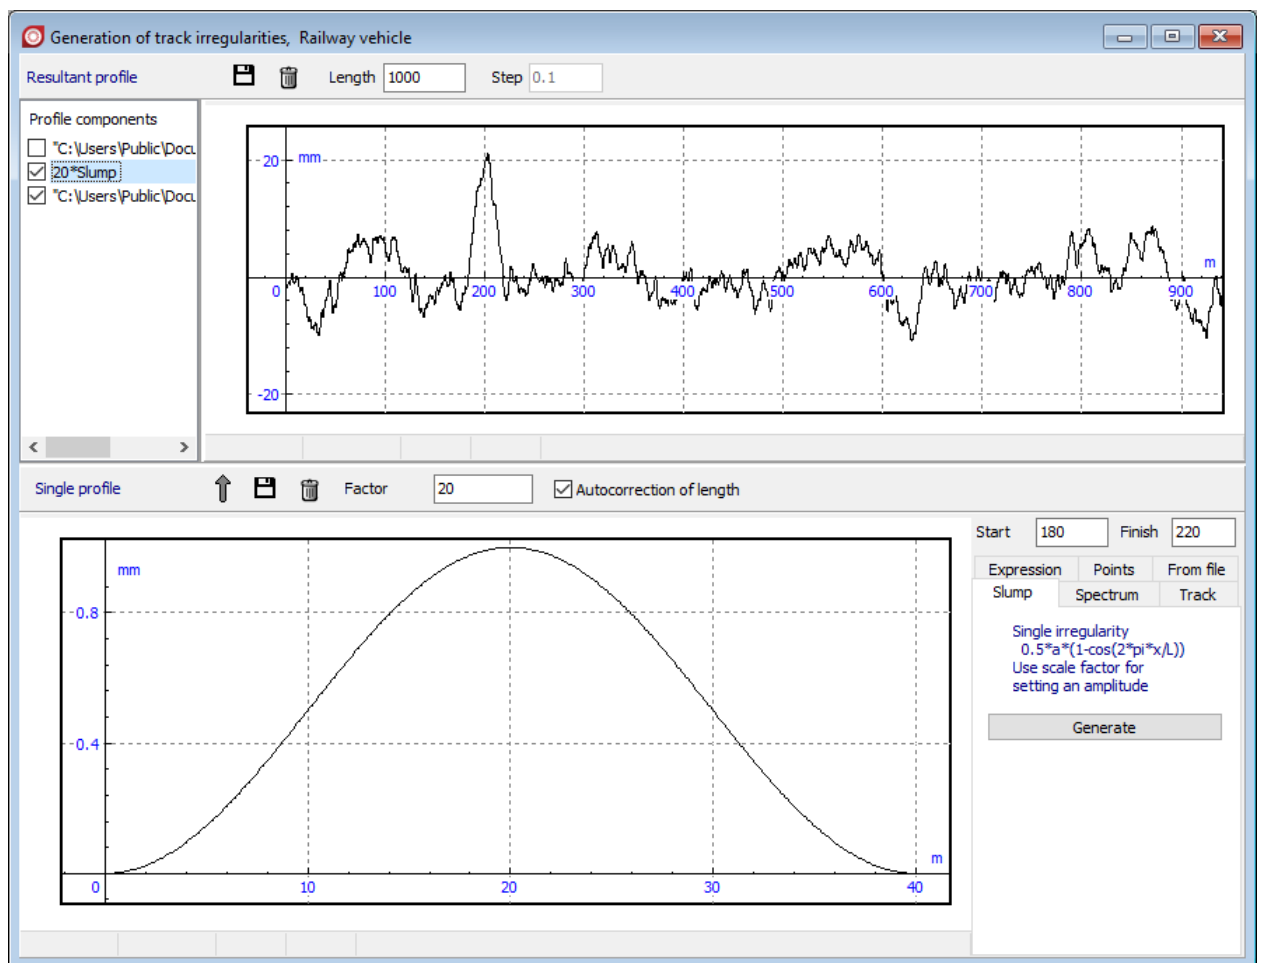 Generation of track irregularities, Railway vehicle
Resultant profile Length 1000 Step 0.1
Profile components
"C:\Users\Public\Docu
20*Slump
"C:\Users\Public\Docu
20 mm
m
0 100 200 300 400 500 600 700 800 900
-20
Single profile Factor 20 Autocorrection of length
Start 180 Finish 220
Expression Points From file
Slump Spectrum Track
Single irregularity
0.5*a*(1-cos(2*pi*x/L))
Use scale factor for
setting an amplitude
Generate
mm
0.8
0.4
m
0 10 20 30 40